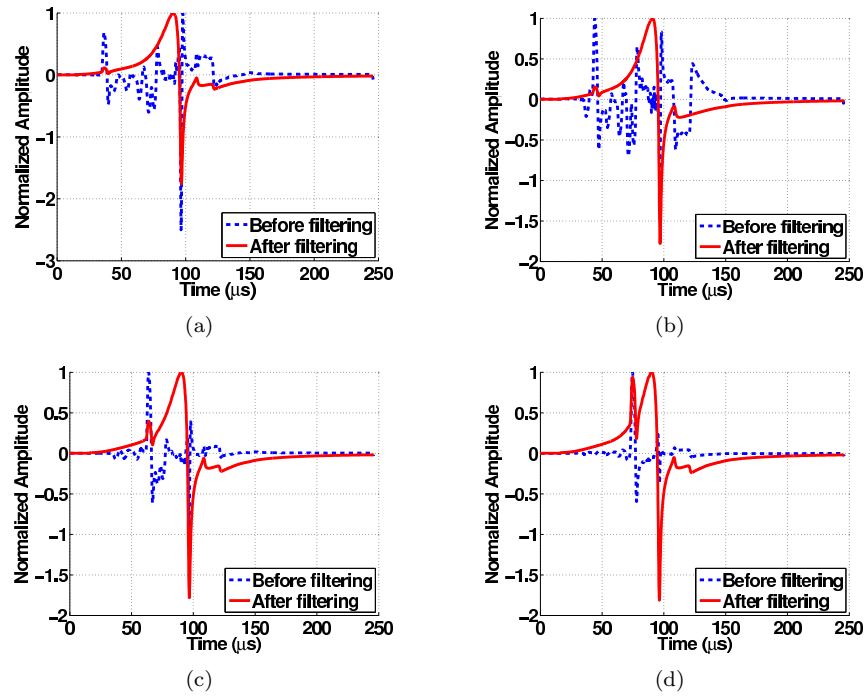 1
0
−1
−2
−3
Normalized Amplitude
Before filtering
After filtering
0
50
100
150
200
250
Time (μs)
(a)
1
0.5
0
−0.5
−1
−1.5
−2
Normalized Amplitude
Before filtering
After filtering
0
50
100
150
200
250
Time (μs)
(b)
1
0.5
0
−0.5
−1
−1.5
−2
Normalized Amplitude
Before filtering
After filtering
0
50
100
150
200
250
Time (μs)
(c)
1
0.5
0
−0.5
−1
−1.5
−2
Normalized Amplitude
Before filtering
After filtering
0
50
100
150
200
250
Time (μs)
(d)